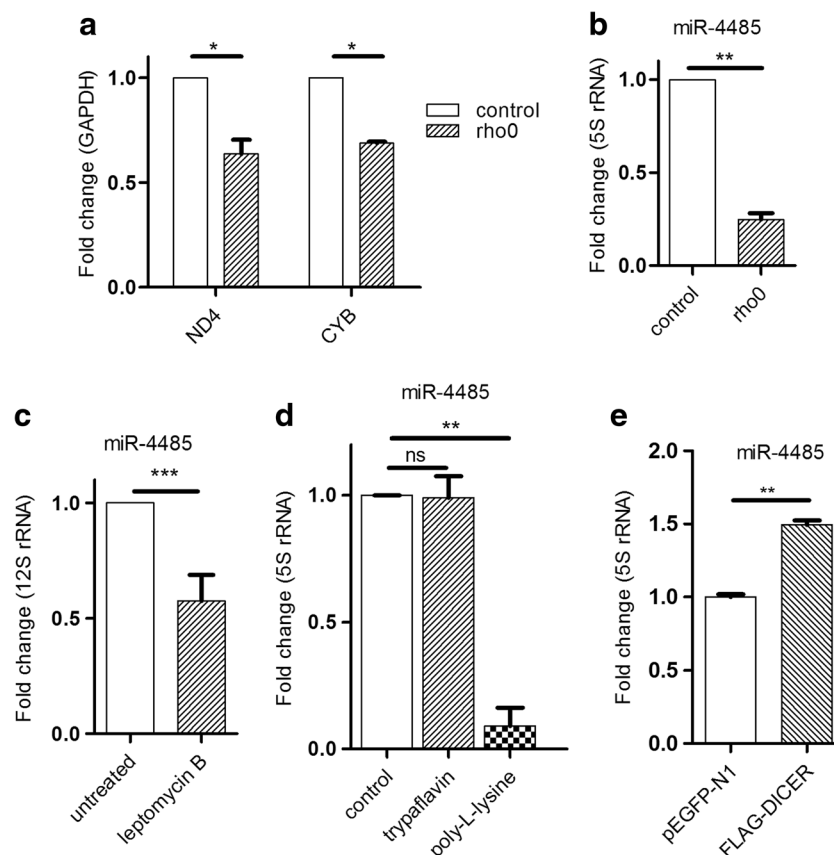 a
Fold change (GAPDH)
1.0
0.5
0.0
*
*
ND4
CYB
control
rho0
b
miR-4485
**
Fold change (5S rRNA)
1.0
0.5
0.0
control
rho0
c
miR-4485
***
Fold change (12S rRNA)
1.0
0.5
0.0
untreated
leptomycin B
d
miR-4485
**
ns
Fold change (5S rRNA)
1.0
0.5
0.0
control
trypaflavin
poly-L-lysine
e
miR-4485
**
Fold change (5S rRNA)
2.0
1.5
1.0
0.5
0.0
pEGFP-N1
FLAG-DICER